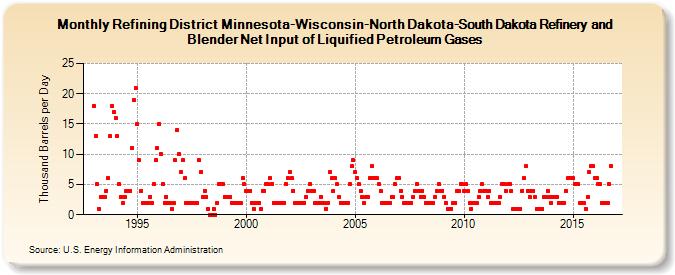 Monthly Refining District Minnesota-Wisconsin-North Dakota-South Dakota Refinery and
Blender Net Input of Liquified Petroleum Gases
Thousand Barrels per Day
25
20
15
10
5
0
1995
2000
2005
2010
2015
Source: U.S. Energy Information Administration